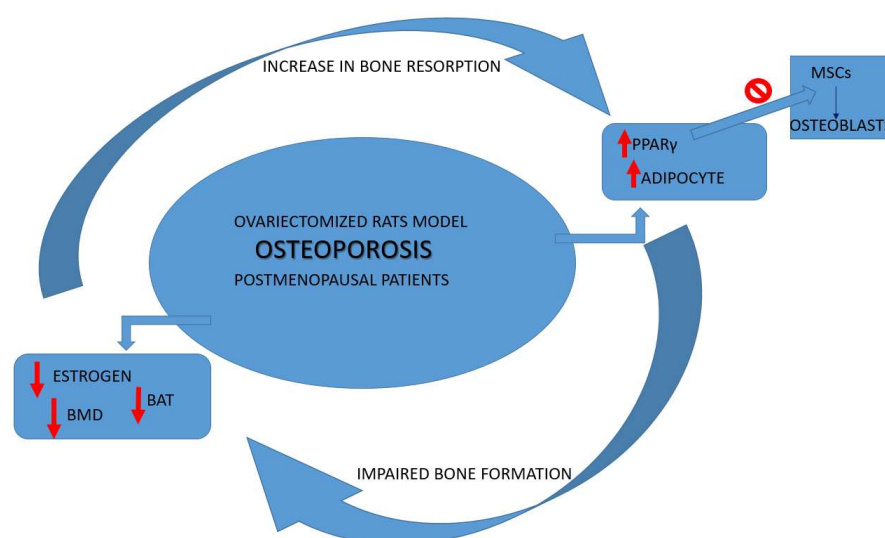 INCREASE IN BONE RESORPTION
MSCs
OSTEOBLASTS
PPARγ
ADIPOCYTE
OVARIECTOMIZED RATS MODEL
OSTEOPOROSIS
POSTMENOPAUSAL PATIENTS
ESTROGEN
BAT
BMD
IMPAIRED BONE FORMATION